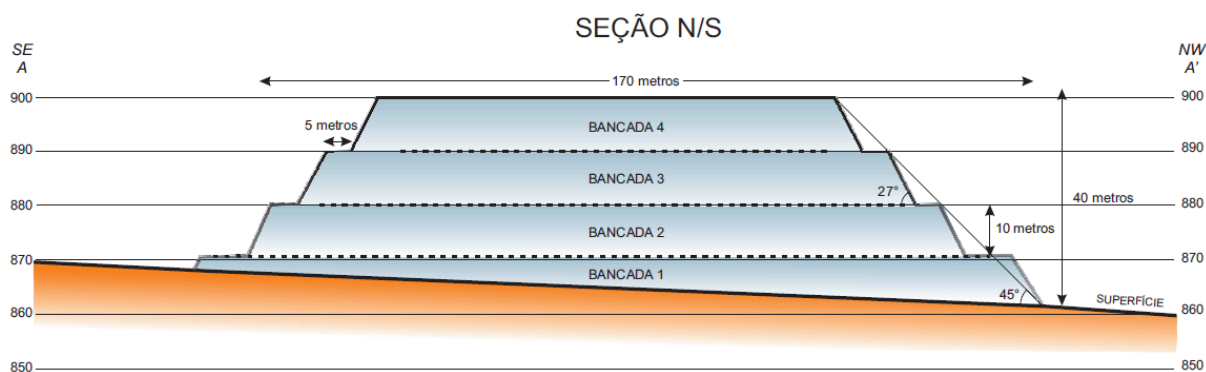 SEÇÃO N/S
SE
A
NW
A'
170 metros
900
900
5 metros
BANCADA 4
890
890
BANCADA 3
27°
40 metros
880
880
BANCADA 2
10 metros
870
870
BANCADA 1
45°
SUPERFÍCIE
860
860
850
850